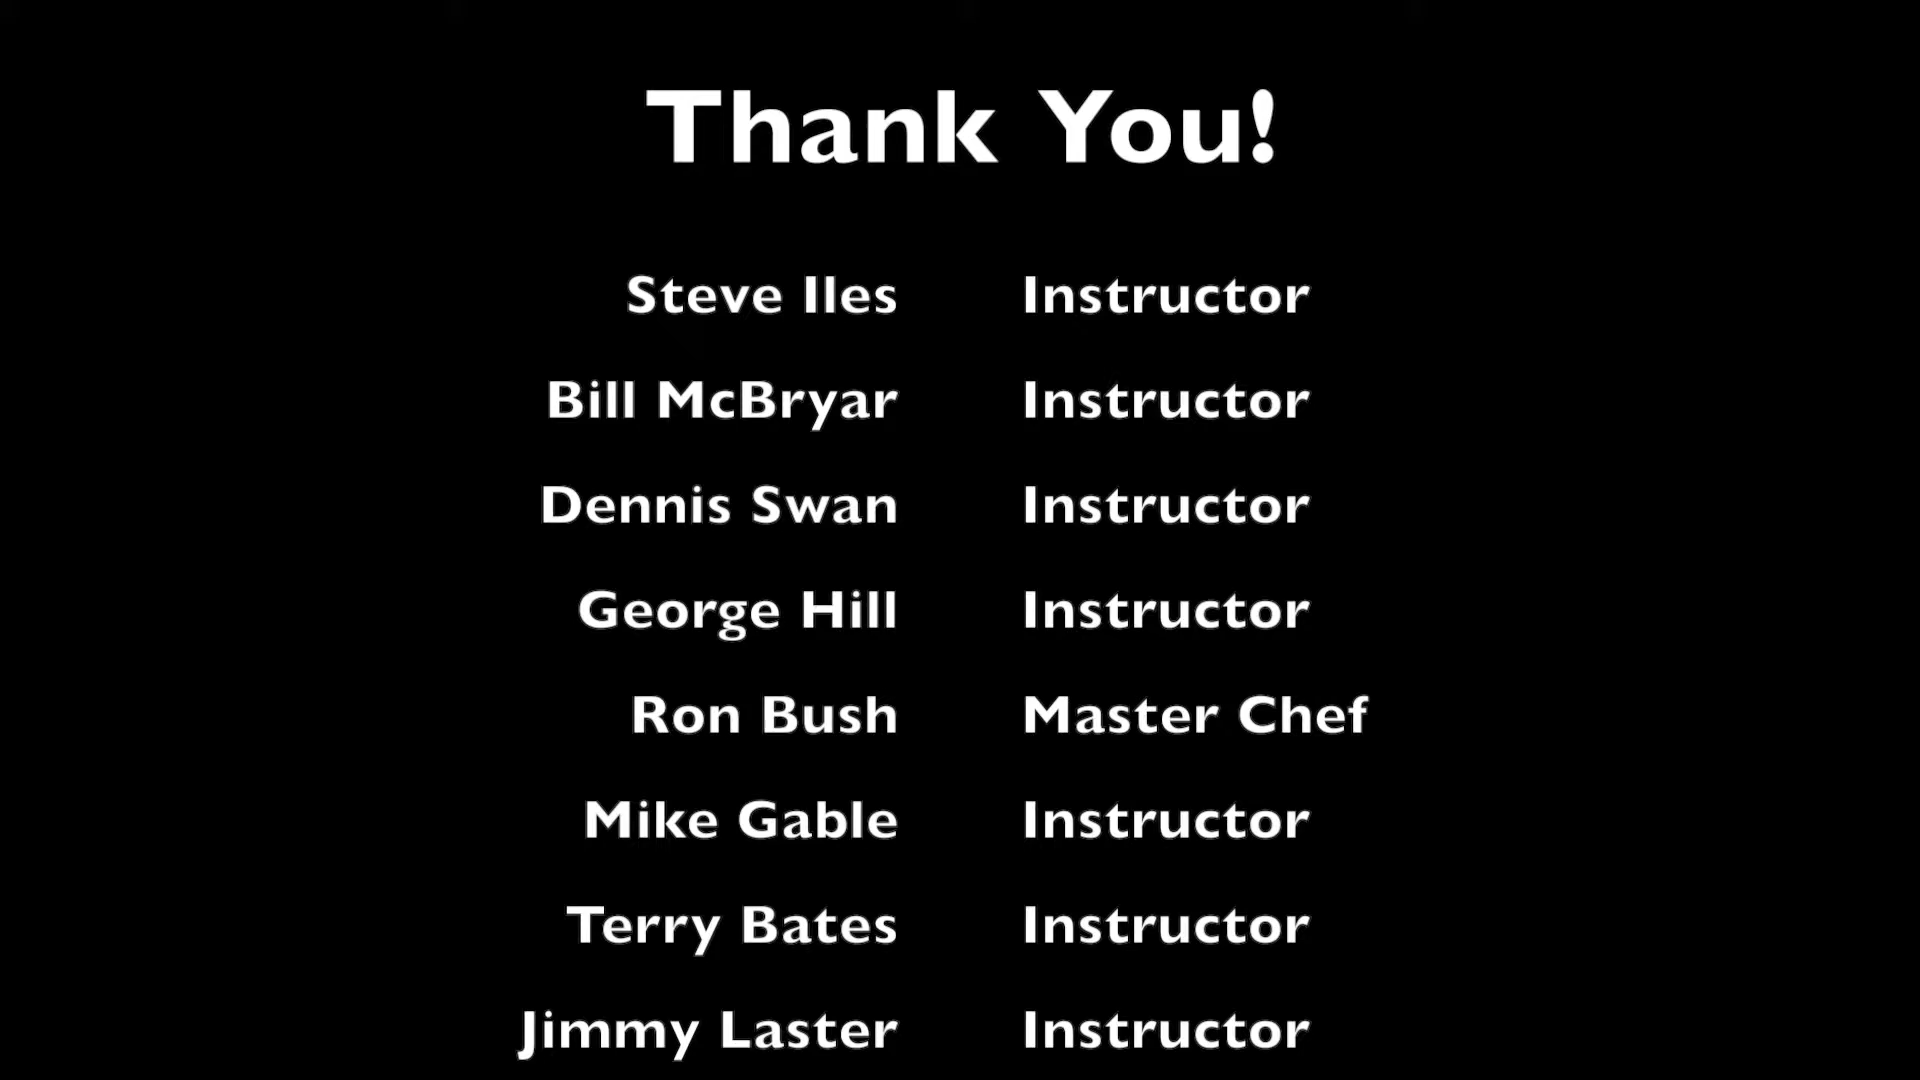 Thank You!
Steve Iles Instructor
Bill McBryar Instructor
Dennis Swan Instructor
George Hill Instructor
Ron Bush Master Chef
Mike Gable Instructor
Terry Bates Instructor
Jimmy Laster Instructor